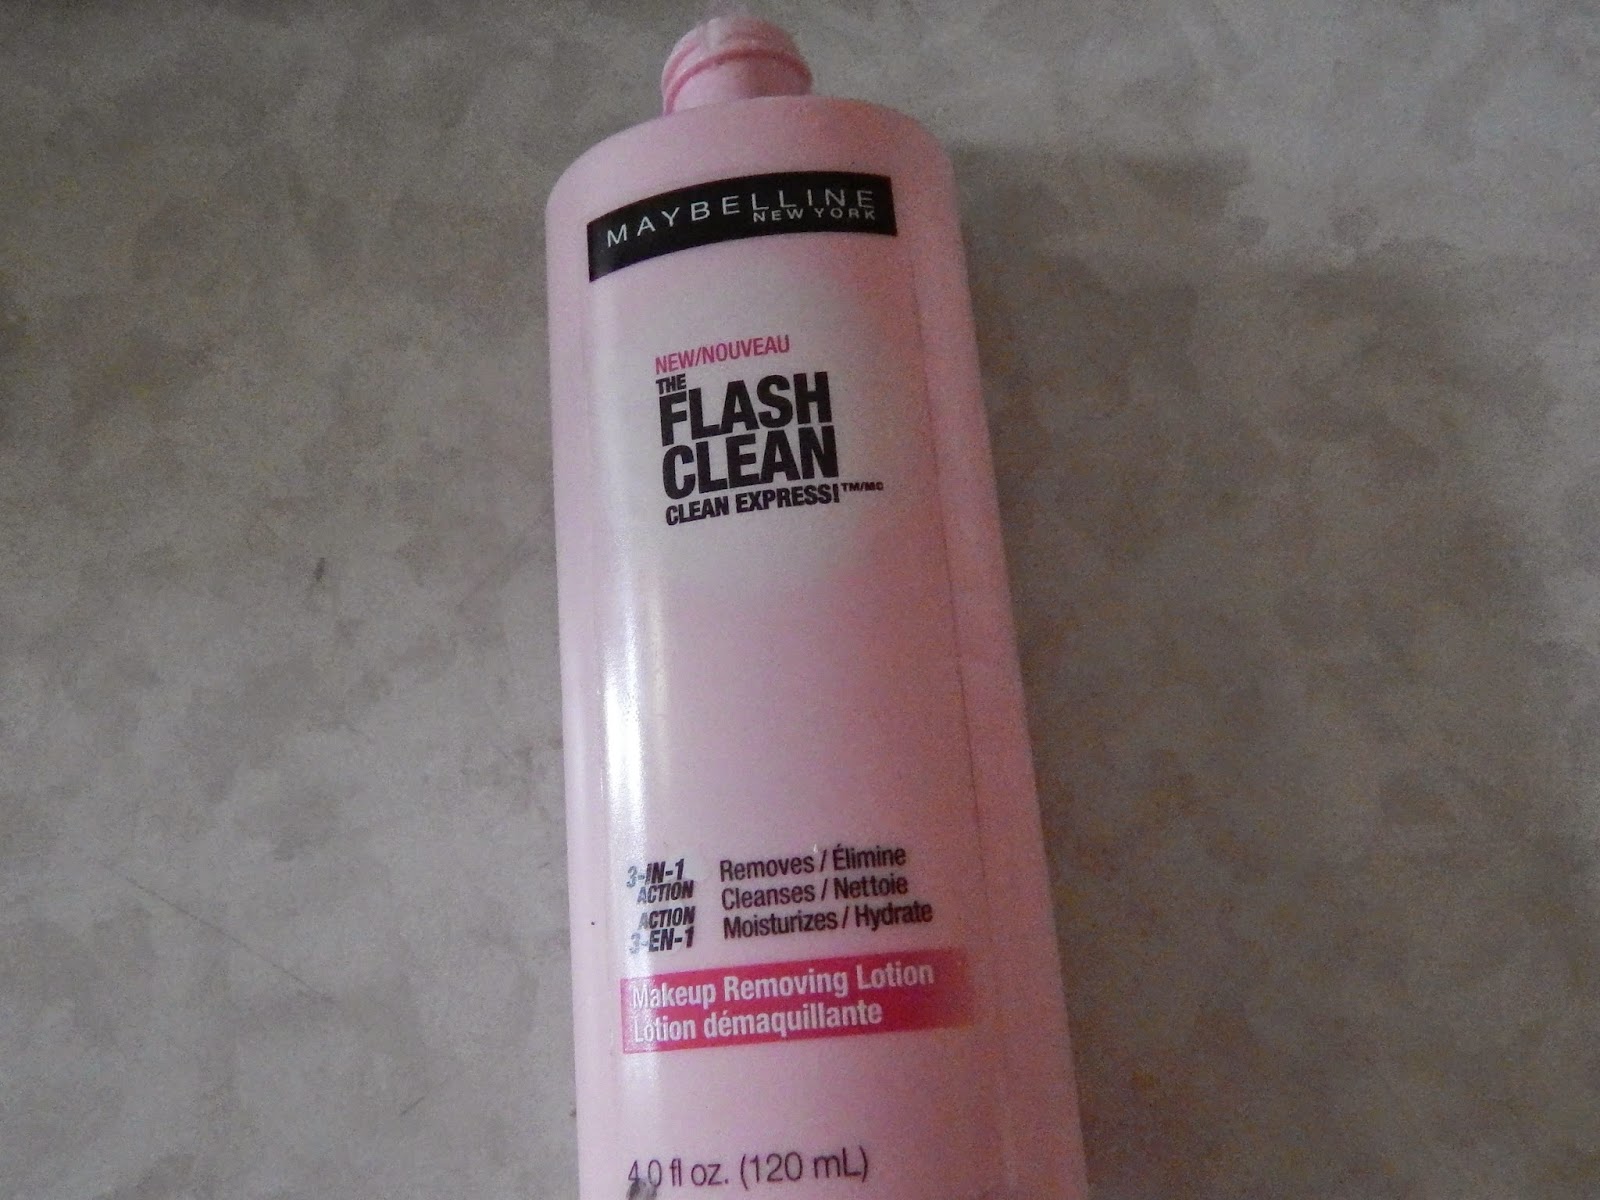 MAYBELLINE
NEW YORK
NEW/NOUVEAU
THE
FLASH
CLEAN
CLEAN EXPRESS! TM/MC
3-IN-1 ACTION
ACTION 3-EN-1
Removes / Élimine
Cleanses / Nettoie
Moisturizes / Hydrate
Makeup Removing Lotion
Lotion démaquillante
4.0 fl oz. (120 mL)